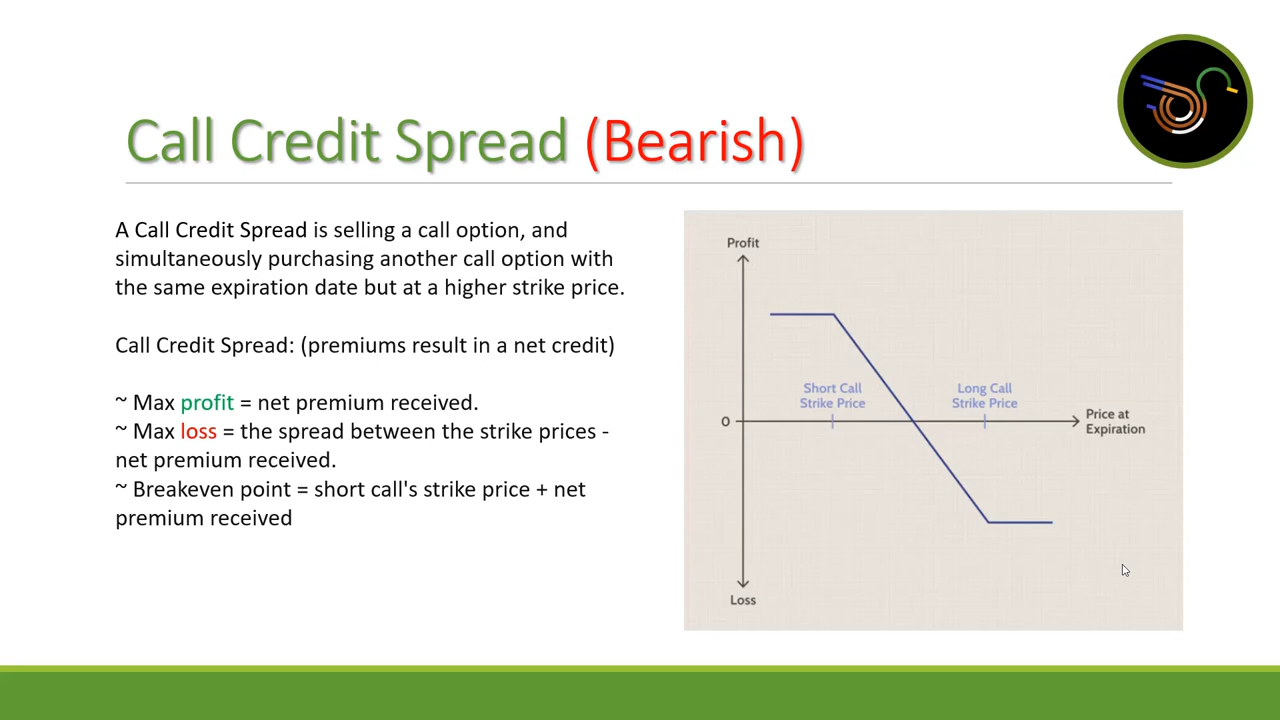 Call Credit Spread (Bearish)
A Call Credit Spread is selling a call option, and
simultaneously purchasing another call option with
the same expiration date but at a higher strike price.
Call Credit Spread: (premiums result in a net credit)
~ Max profit = net premium received.
~ Max loss = the spread between the strike prices -
net premium received.
~ Breakeven point = short call's strike price + net
premium received
Profit
Short Call
Strike Price
Long Call
Strike Price
0
Price at
Expiration
Loss